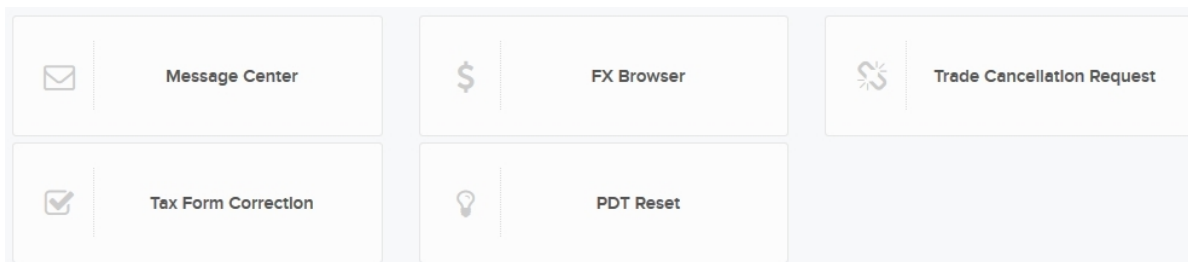 Message Center
FX Browser
Trade Cancellation Request
Tax Form Correction
PDT Reset